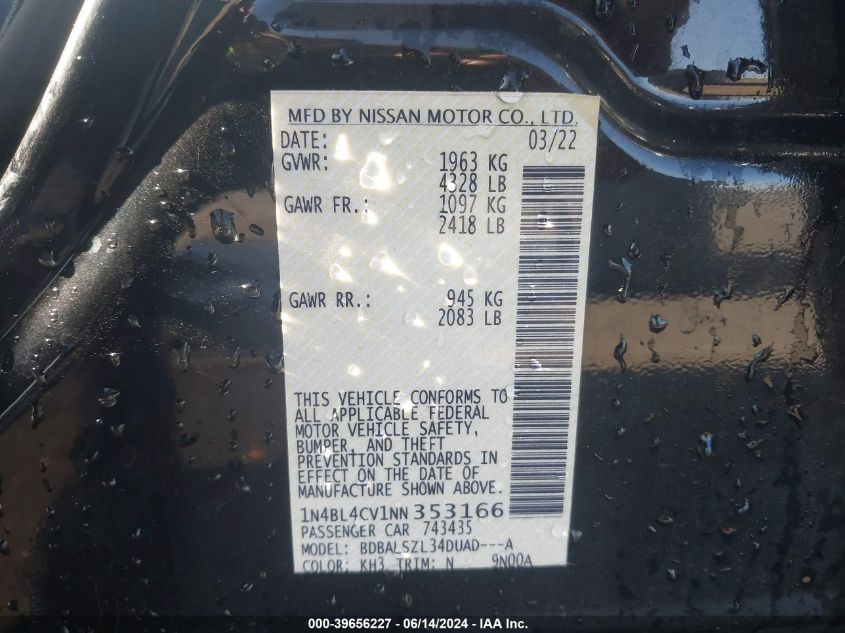 MFD BY NISSAN MOTOR CO., LTD.
DATE: 03/22
GVWR: 1963 KG
4328 LB
GAWR FR.: 1097 KG
2418 LB
GAWR RR.: 945 KG
2083 LB
THIS VEHICLE CONFORMS TO
ALL APPLICABLE FEDERAL
MOTOR VEHICLE SAFETY,
BUMPER, AND THEFT
PREVENTION STANDARDS IN
EFFECT ON THE DATE OF
MANUFACTURE SHOWN ABOVE.
1N4BL4CV1NN353166
PASSENGER CAR 743435
MODEL: BDBALSZL34DUAD---A
COLOR: KH3 TRIM: N 9N00A
000-39656227 - 06/14/2024 - IAA Inc.